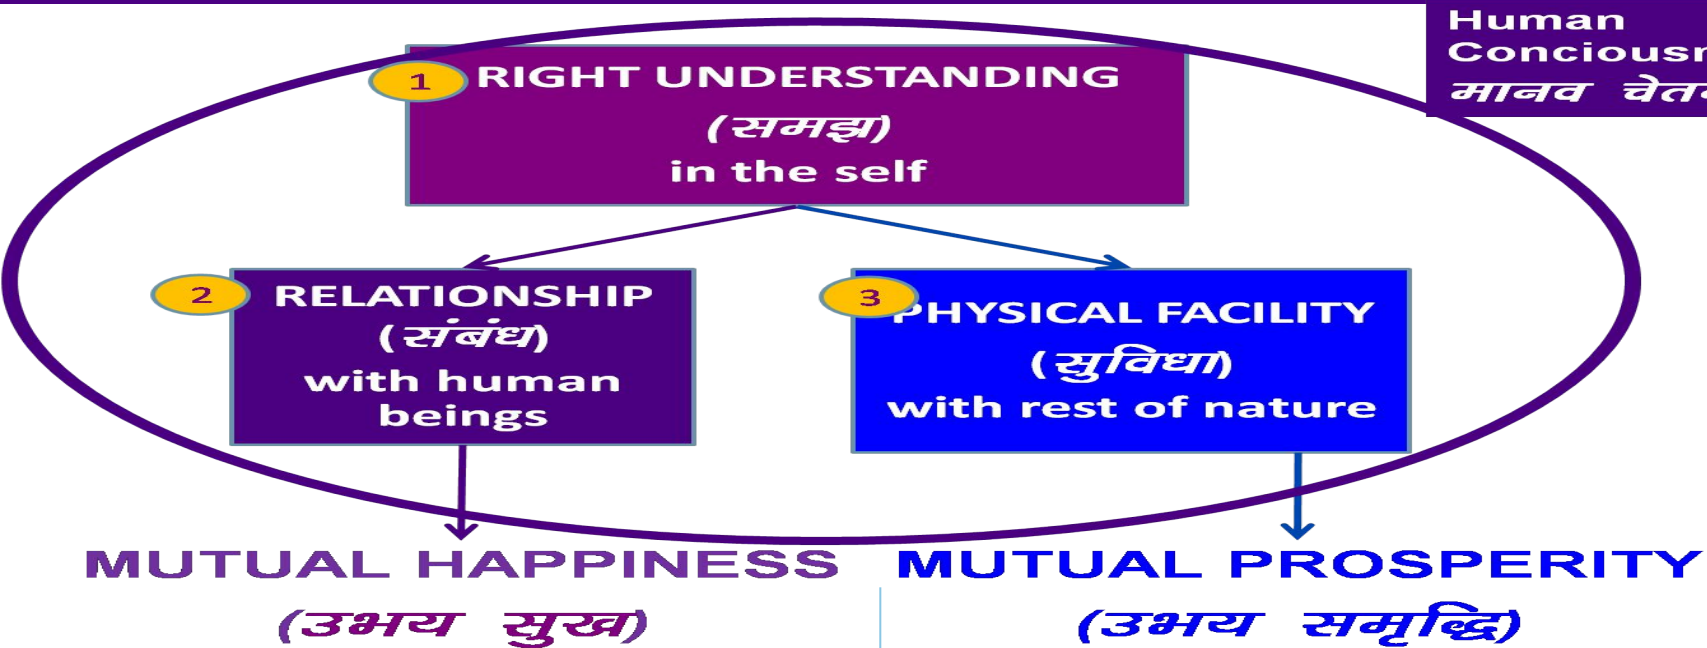 Human
मानव
1
RIGHT UNDERSTANDING
(समझ)
in the self
2
RELATIONSHIP
(संबंध)
with human
beings
3
PHYSICAL FACILITY
(सुविधा)
with rest of nature
MUTUAL HAPPINESS
(उभय सुख)
MUTUAL PROSPERITY
(उभय समृद्धि)